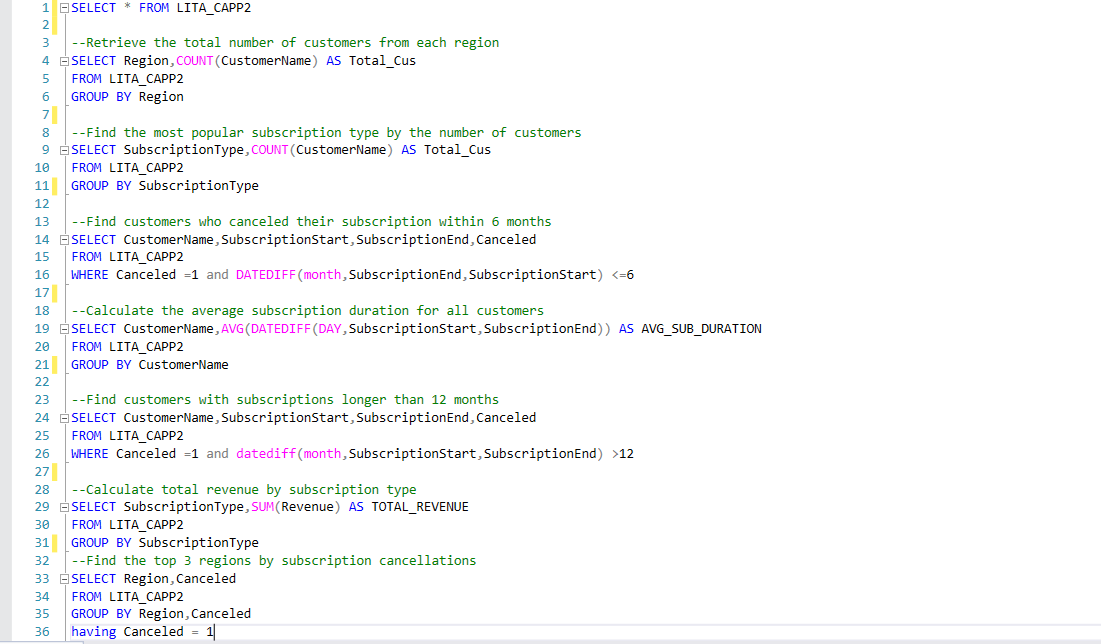 1 SELECT * FROM LITA_CAPP2
2
3 --Retrieve the total number of customers from each region
4 SELECT Region,COUNT(CustomerName) AS Total_Cus
5 FROM LITA_CAPP2
6 GROUP BY Region
7
8 --Find the most popular subscription type by the number of customers
9 SELECT SubscriptionType,COUNT(CustomerName) AS Total_Cus
10 FROM LITA_CAPP2
11 GROUP BY SubscriptionType
12
13 --Find customers who canceled their subscription within 6 months
14 SELECT CustomerName,SubscriptionStart,SubscriptionEnd,Canceled
15 FROM LITA_CAPP2
16 WHERE Canceled =1 and DATEDIFF(month,SubscriptionEnd,SubscriptionStart) <=6
17
18 --Calculate the average subscription duration for all customers
19 SELECT CustomerName,AVG(DATEDIFF(DAY,SubscriptionStart,SubscriptionEnd)) AS AVG_SUB_DURATION
20 FROM LITA_CAPP2
21 GROUP BY CustomerName
22
23 --Find customers with subscriptions longer than 12 months
24 SELECT CustomerName,SubscriptionStart,SubscriptionEnd,Canceled
25 FROM LITA_CAPP2
26 WHERE Canceled =1 and datediff(month,SubscriptionStart,SubscriptionEnd) >12
27
28 --Calculate total revenue by subscription type
29 SELECT SubscriptionType,SUM(Revenue) AS TOTAL_REVENUE
30 FROM LITA_CAPP2
31 GROUP BY SubscriptionType
32 --Find the top 3 regions by subscription cancellations
33 SELECT Region,Canceled
34 FROM LITA_CAPP2
35 GROUP BY Region,Canceled
36 having Canceled = 1